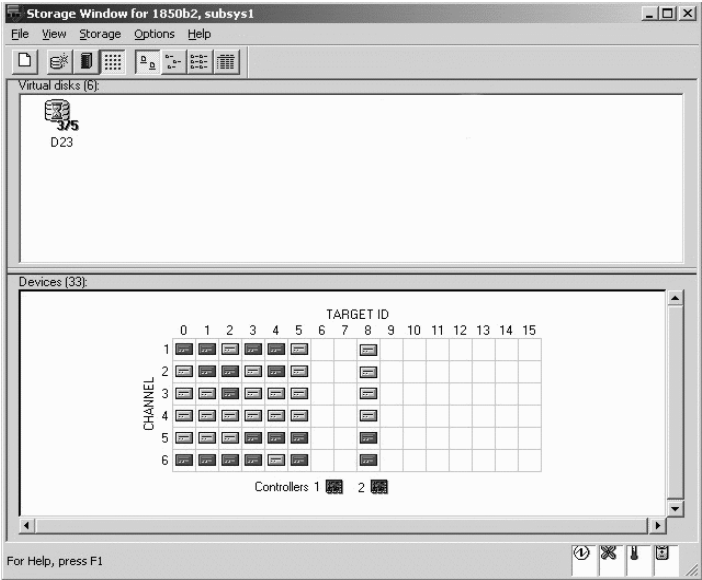 Storage Window for 1850b2, subsys1
File View Storage Options Help
Virtual disks (6):
3/5
D23
Devices (33):
TARGET ID
0 1 2 3 4 5 6 7 8 9 10 11 12 13 14 15
CHANNEL
1
2
3
4
5
6
Controllers 1 2
For Help, press F1